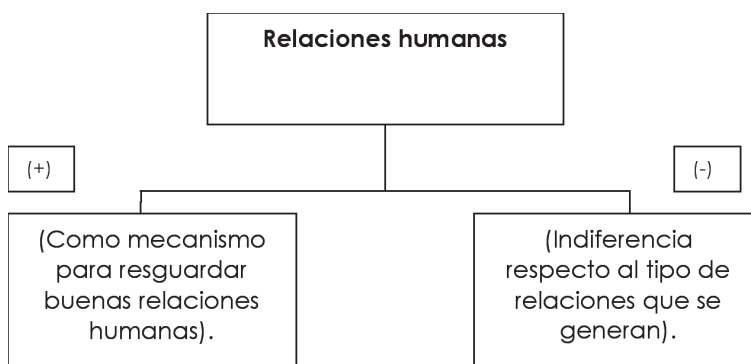 Relaciones humanas
(+)
(-)
(Como mecanismo
para resguardar
buenas relaciones
humanas).
(Indiferencia
respecto al tipo de
relaciones que se
generan).